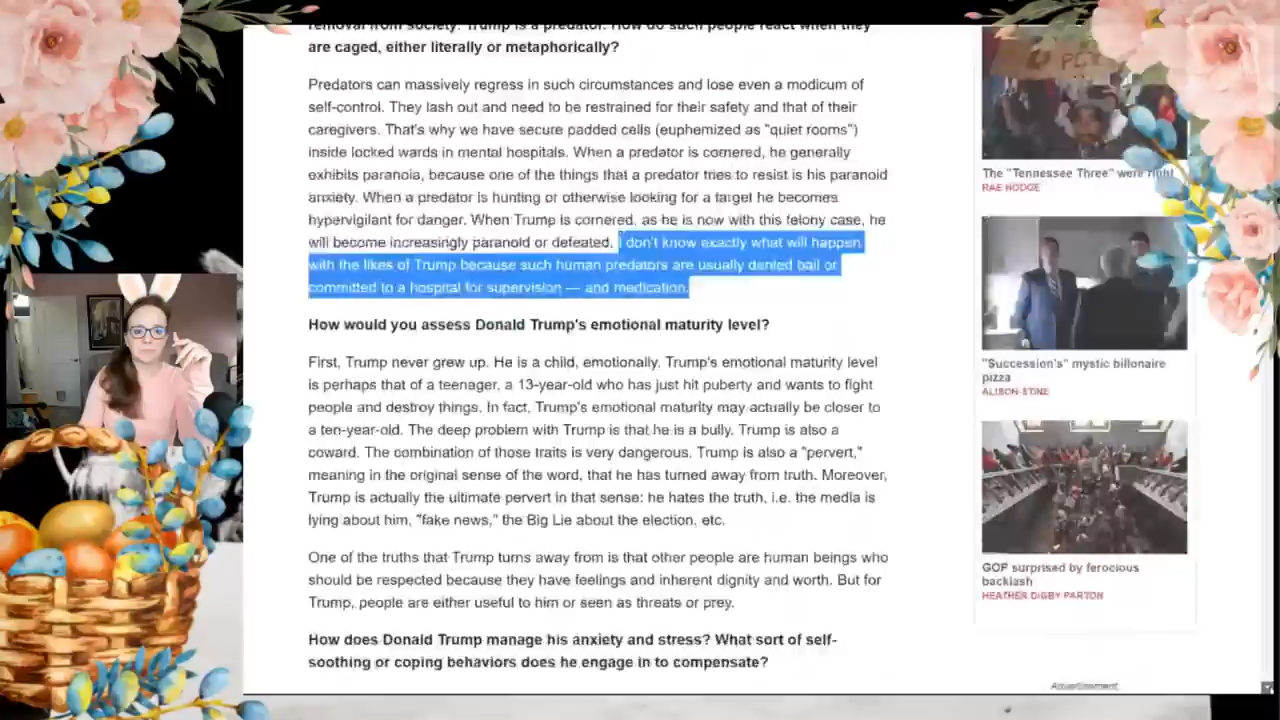 removal from society. Trump is a predator. How do such people react when they
are caged, either literally or metaphorically?
Predators can massively regress in such circumstances and lose even a modicum of
self-control. They lash out and need to be restrained for their safety and that of their
caregivers. That's why we have secure padded cells (euphemized as "quiet rooms")
inside locked wards in mental hospitals. When a predator is cornered, he generally
exhibits paranoia, because one of the things that a predator tries to resist is his paranoid
anxiety. When a predator is hunting or otherwise looking for a target he becomes
hypervigilant for danger. When Trump is cornered, as he is now with this felony case, he
will become increasingly paranoid or defeated. I don't know exactly what will happen
with the likes of Trump because such human predators are usually denied bail or
committed to a hospital for supervision — and medication.
How would you assess Donald Trump's emotional maturity level?
First, Trump never grew up. He is a child, emotionally. Trump's emotional maturity level
is perhaps that of a teenager, a 13-year-old who has just hit puberty and wants to fight
people and destroy things. In fact, Trump's emotional maturity may actually be closer to
a ten-year-old. The deep problem with Trump is that he is a bully. Trump is also a
coward. The combination of those traits is very dangerous. Trump is also a "pervert,"
meaning in the original sense of the word, that he has turned away from truth. Moreover,
Trump is actually the ultimate pervert in that sense: he hates the truth, i.e. the media is
lying about him, "fake news," the Big Lie about the election, etc.
One of the truths that Trump turns away from is that other people are human beings who
should be respected because they have feelings and inherent dignity and worth. But for
Trump, people are either useful to him or seen as threats or prey.
How does Donald Trump manage his anxiety and stress? What sort of self-
soothing or coping behaviors does he engage in to compensate?
The "Tennessee Three" were right
RAE HODGE
"Succession's" mystic billonaire
pizza
ALISON STINE
GOP surprised by ferocious
backlash
HEATHER DIGBY PARTON
Advertisement